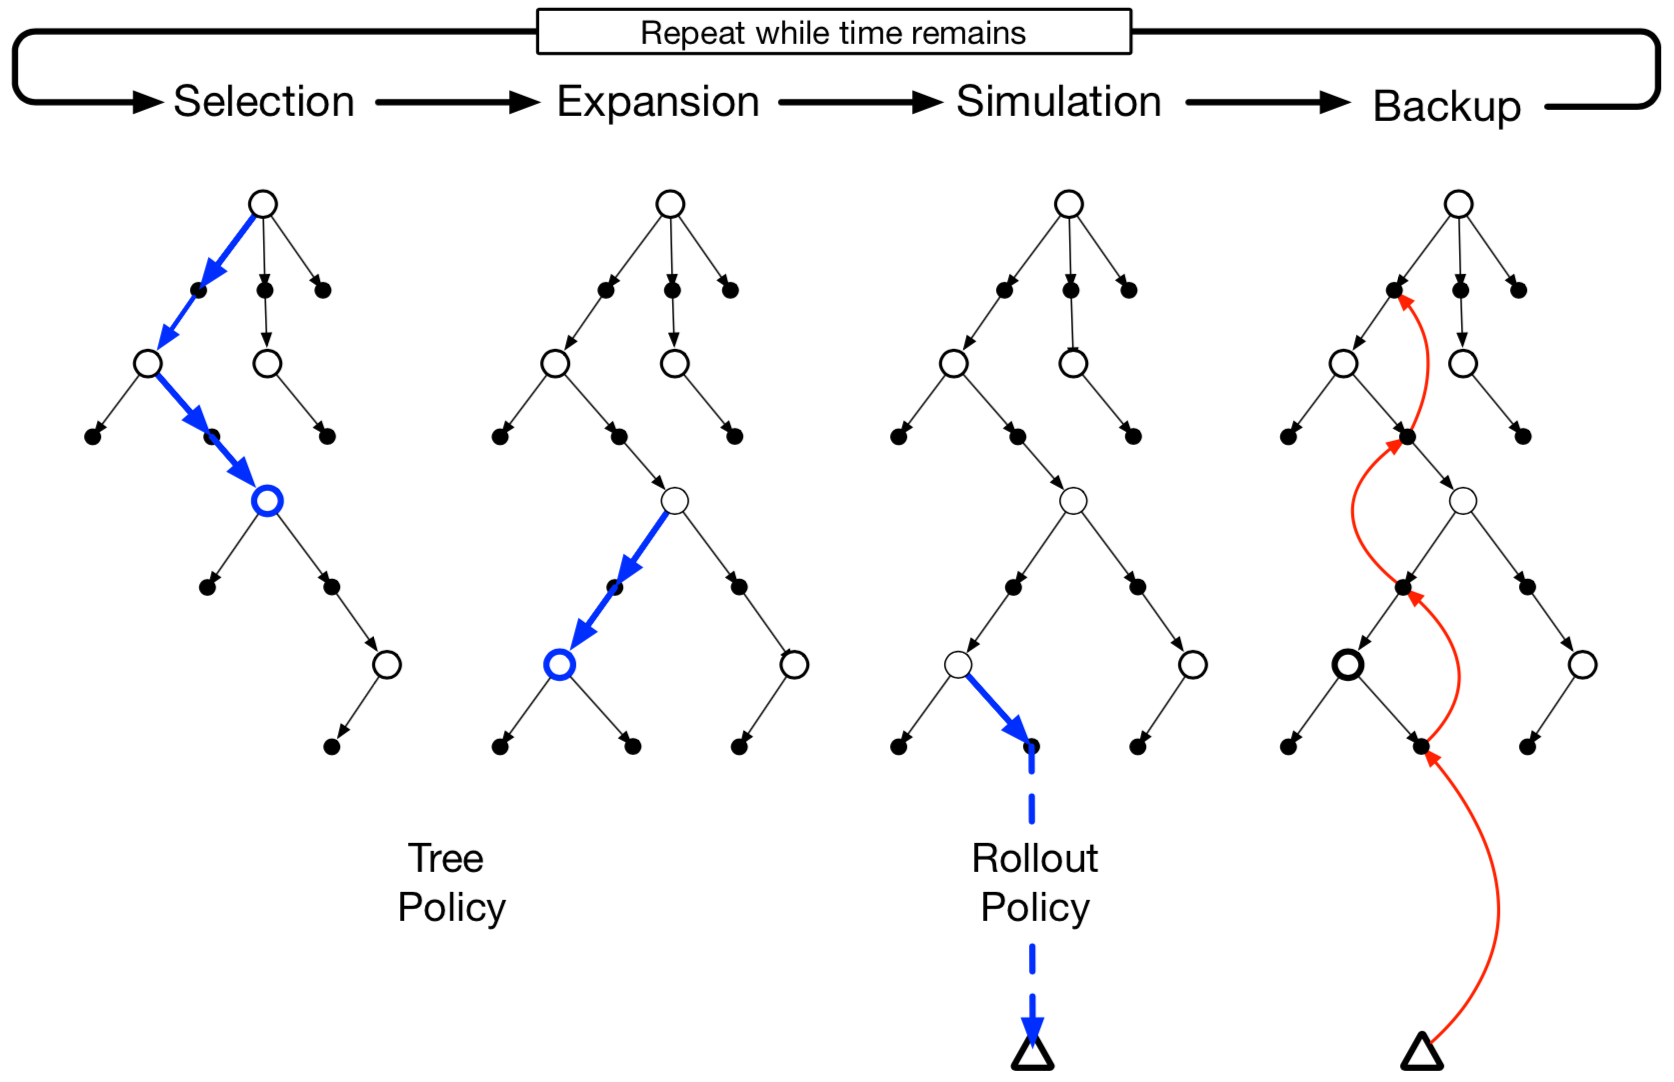 Repeat while time remains
Selection
Expansion
Simulation
Backup
Tree
Policy
Rollout
Policy